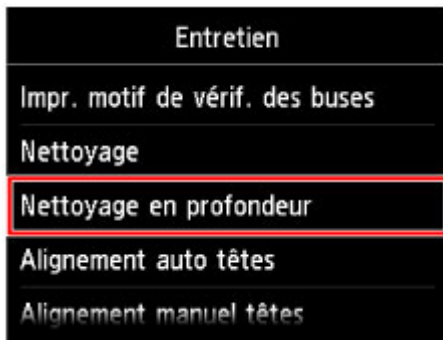 Entretien
Impr. motif de vérif. des buses
Nettoyage
Nettoyage en profondeur
Alignement auto têtes
Alignement manuel têtes